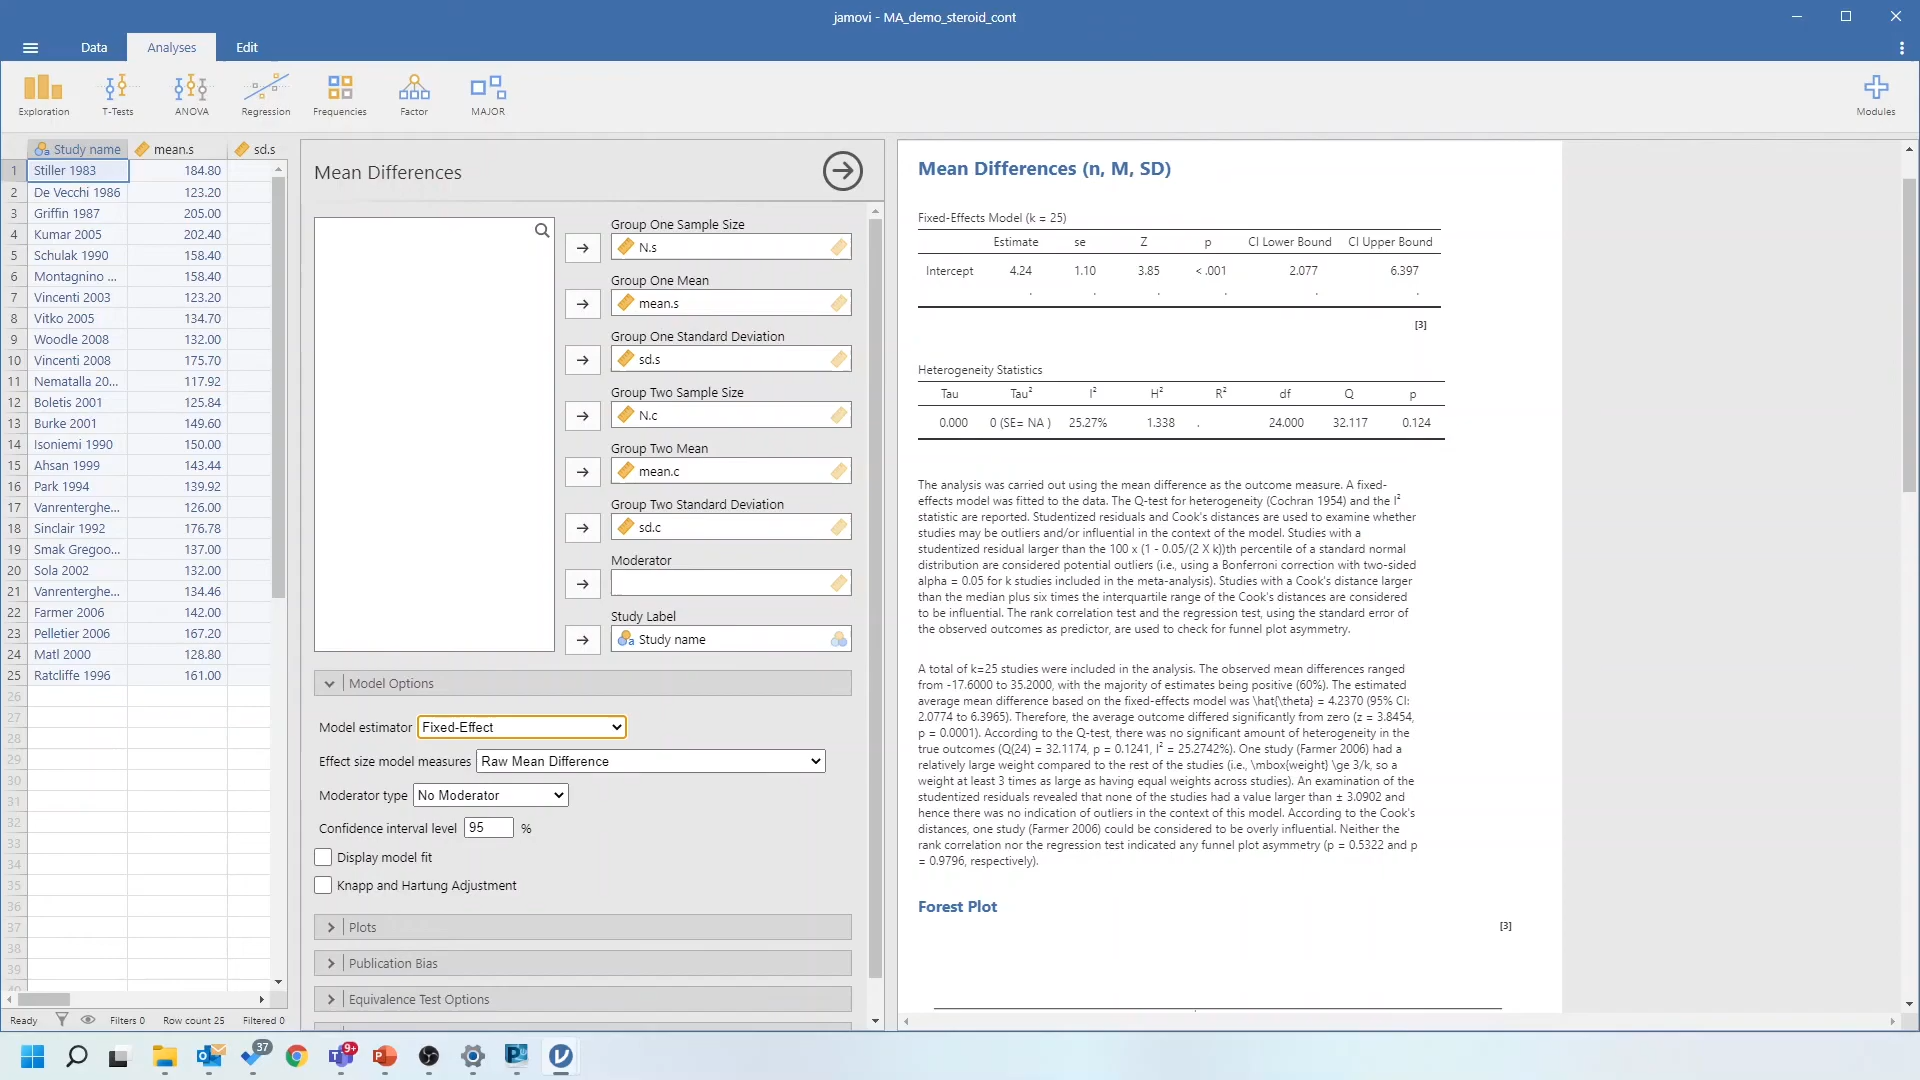 jamovi - MA_demo_steroid_cont
Data
Analyses
Edit
Exploration
T-Tests
ANOVA
Regression
Frequencies
Factor
MAJOR
Modules
Study name mean.s sd.s
1 Stiller 1983 184.80
2 De Vecchi 1986 123.20
3 Griffin 1987 205.00
4 Kumar 2005 202.40
5 Schulak 1990 158.40
6 Montagnino ... 158.40
7 Vincenti 2003 123.20
8 Vitko 2005 134.70
9 Woodle 2008 132.00
10 Vincenti 2008 175.70
11 Nematalla 20... 117.92
12 Boletis 2001 125.84
13 Burke 2001 149.60
14 Isoniemi 1990 150.00
15 Ahsan 1999 143.44
16 Park 1994 139.92
17 Vanrenterghe... 126.00
18 Sinclair 1992 176.78
19 Smak Gregoo... 137.00
20 Sola 2002 132.00
21 Vanrenterghe... 134.46
22 Farmer 2006 142.00
23 Pelletier 2006 167.20
24 Matl 2000 128.80
25 Ratcliffe 1996 161.00
26
27
28
29
30
31
32
33
34
35
36
37
38
39
Ready Filters 0 Row count 25 Filtered 0
Mean Differences
Group One Sample Size
N.s
Group One Mean
mean.s
Group One Standard Deviation
sd.s
Group Two Sample Size
N.c
Group Two Mean
mean.c
Group Two Standard Deviation
sd.c
Moderator
Study Label
Study name
Model Options
Model estimator Fixed-Effect
Effect size model measures Raw Mean Difference
Moderator type No Moderator
Confidence interval level 95 %
Display model fit
Knapp and Hartung Adjustment
Plots
Publication Bias
Equivalence Test Options
Mean Differences (n, M, SD)
Fixed-Effects Model (k = 25)
Estimate se Z p CI Lower Bound CI Upper Bound
Intercept 4.24 1.10 3.85 < .001 2.077 6.397
. . . . . .
[3]
Heterogeneity Statistics
Tau Tau² I² H² R² df Q p
0.000 0 (SE= NA ) 25.27% 1.338 . 24.000 32.117 0.124
The analysis was carried out using the mean difference as the outcome measure. A fixed-
effects model was fitted to the data. The Q-test for heterogeneity (Cochran 1954) and the I²
statistic are reported. Studentized residuals and Cook's distances are used to examine whether
studies may be outliers and/or influential in the context of the model. Studies with a
studentized residual larger than the 100 x (1 - 0.05/(2 X k))th percentile of a standard normal
distribution are considered potential outliers (i.e., using a Bonferroni correction with two-sided
alpha = 0.05 for k studies included in the meta-analysis). Studies with a Cook's distance larger
than the median plus six times the interquartile range of the Cook's distances are considered
to be influential. The rank correlation test and the regression test, using the standard error of
the observed outcomes as predictor, are used to check for funnel plot asymmetry.
A total of k=25 studies were included in the analysis. The observed mean differences ranged
from -17.6000 to 35.2000, with the majority of estimates being positive (60%). The estimated
average mean difference based on the fixed-effects model was \hat{\theta} = 4.2370 (95% CI:
2.0774 to 6.3965). Therefore, the average outcome differed significantly from zero (z = 3.8454,
p = 0.0001). According to the Q-test, there was no significant amount of heterogeneity in the
true outcomes (Q(24) = 32.1174, p = 0.1241, I² = 25.2742%). One study (Farmer 2006) had a
relatively large weight compared to the rest of the studies (i.e., \mbox{weight} \ge 3/k, so a
weight at least 3 times as large as having equal weights across studies). An examination of the
studentized residuals revealed that none of the studies had a value larger than ± 3.0902 and
hence there was no indication of outliers in the context of this model. According to the Cook's
distances, one study (Farmer 2006) could be considered to be overly influential. Neither the
rank correlation nor the regression test indicated any funnel plot asymmetry (p = 0.5322 and p
= 0.9796, respectively).
Forest Plot
[3]
37
9+